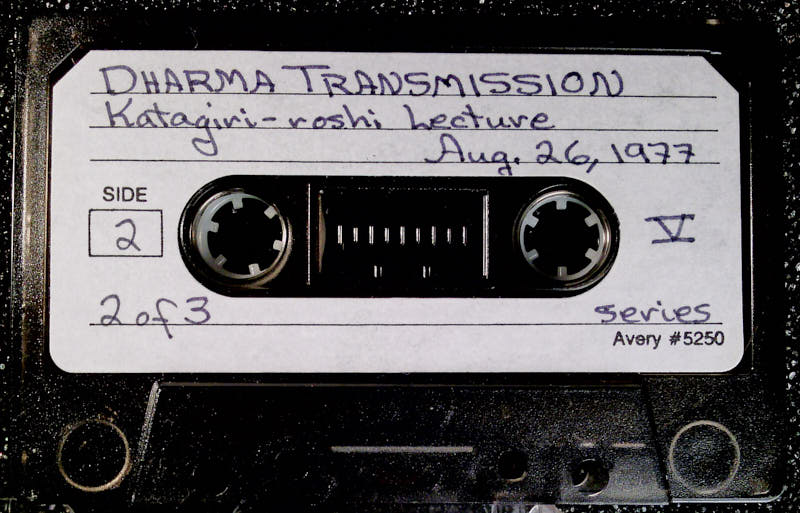 DHARMA TRANSMISSION
Katagiri-roshi Lecture
Aug. 26, 1977
SIDE
2
V
2 of 3
series
Avery #5250